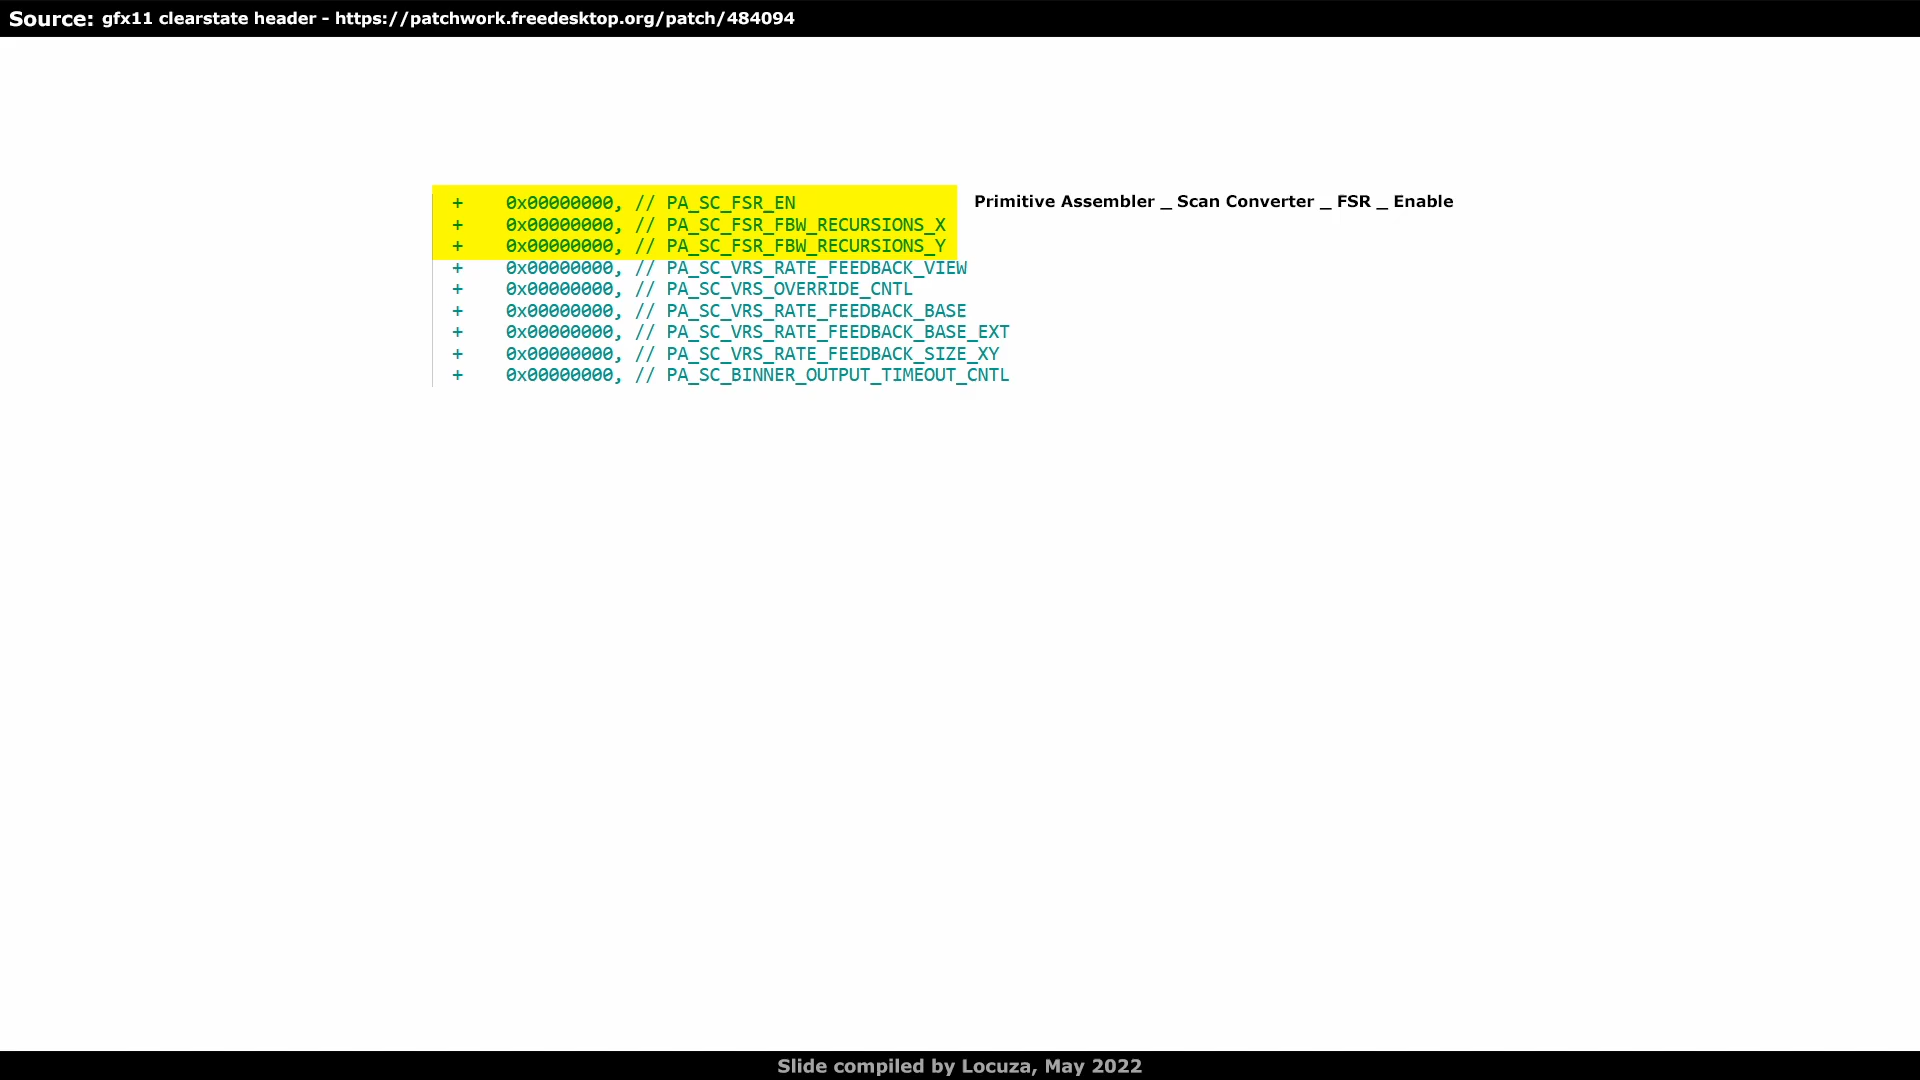 Source: gfx11 clearstate header - https://patchwork.freedesktop.org/patch/484094
+ 0x00000000, // PA_SC_FSR_EN Primitive Assembler _ Scan Converter _ FSR _ Enable
+ 0x00000000, // PA_SC_FSR_FBW_RECURSIONS_X
+ 0x00000000, // PA_SC_FSR_FBW_RECURSIONS_Y
+ 0x00000000, // PA_SC_VRS_RATE_FEEDBACK_VIEW
+ 0x00000000, // PA_SC_VRS_OVERRIDE_CNTL
+ 0x00000000, // PA_SC_VRS_RATE_FEEDBACK_BASE
+ 0x00000000, // PA_SC_VRS_RATE_FEEDBACK_BASE_EXT
+ 0x00000000, // PA_SC_VRS_RATE_FEEDBACK_SIZE_XY
+ 0x00000000, // PA_SC_BINNER_OUTPUT_TIMEOUT_CNTL
Slide compiled by Locuza, May 2022